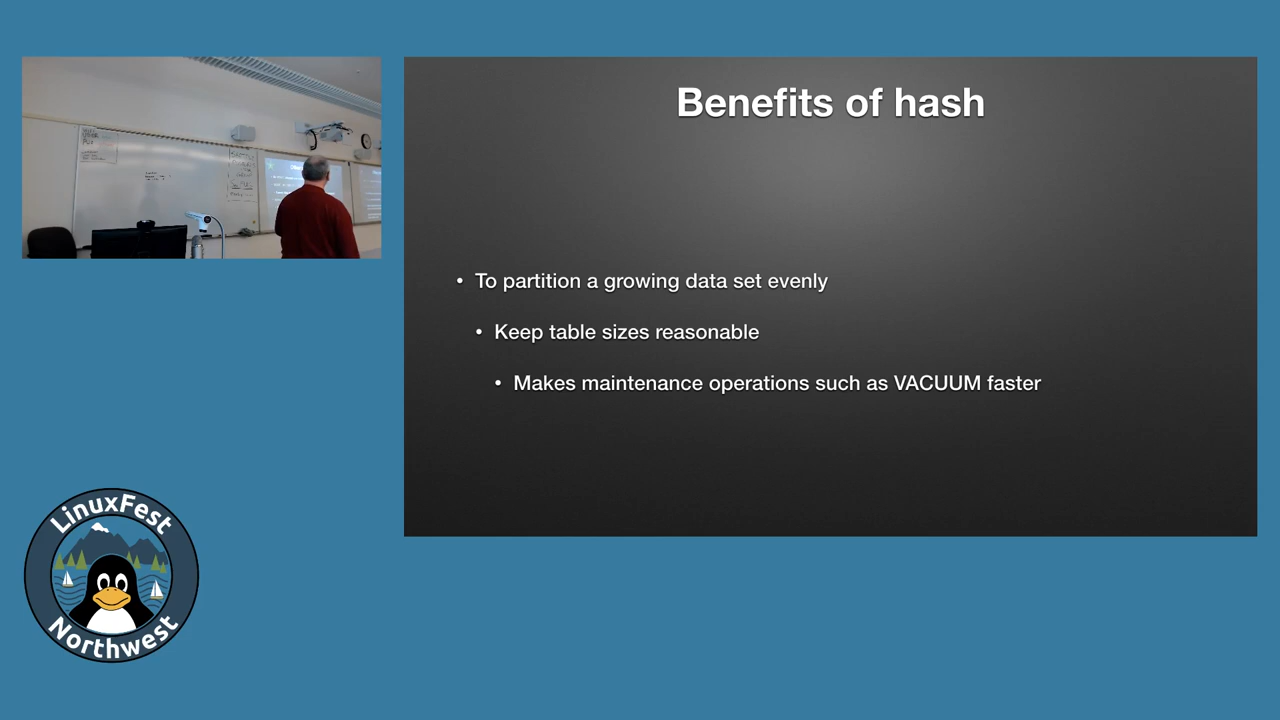 Benefits of hash
• To partition a growing data set evenly
• Keep table sizes reasonable
• Makes maintenance operations such as VACUUM faster
LinuxFest
Northwest